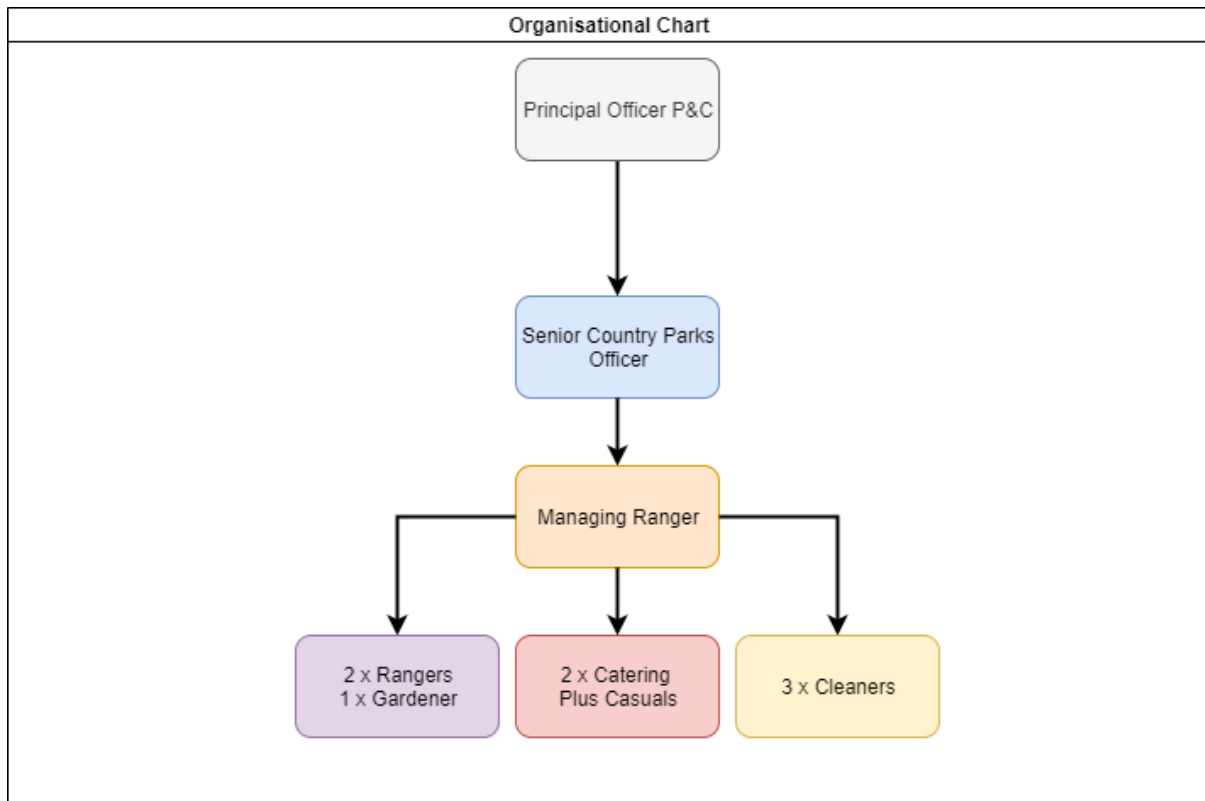 Organisational Chart
Principal Officer P&C
Senior Country Parks
Officer
Managing Ranger
2 x Rangers
1 x Gardener
2 x Catering
Plus Casuals
3 x Cleaners